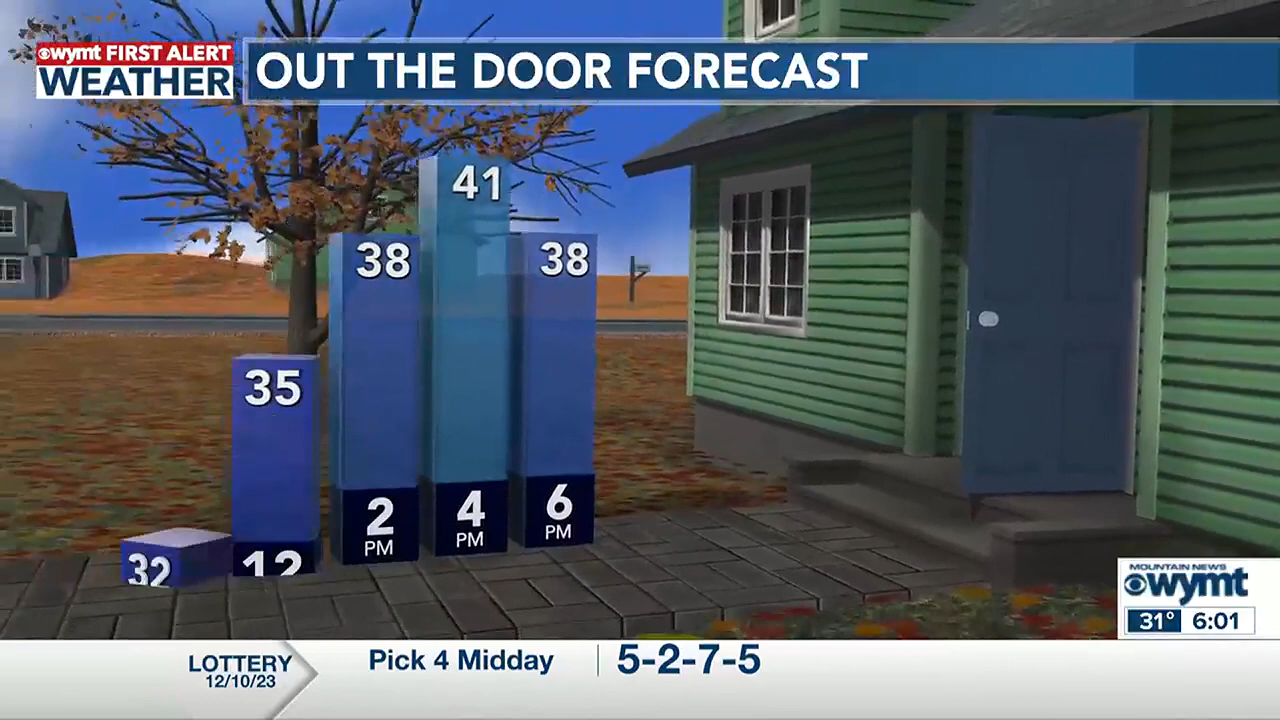 wymt FIRST ALERT
WEATHER
OUT THE DOOR FORECAST
41
38
38
35
32
12
2
PM
4
PM
6
PM
MOUNTAIN NEWS
wymt
31° 6:01
LOTTERY
12/10/23
Pick 4 Midday
5-2-7-5